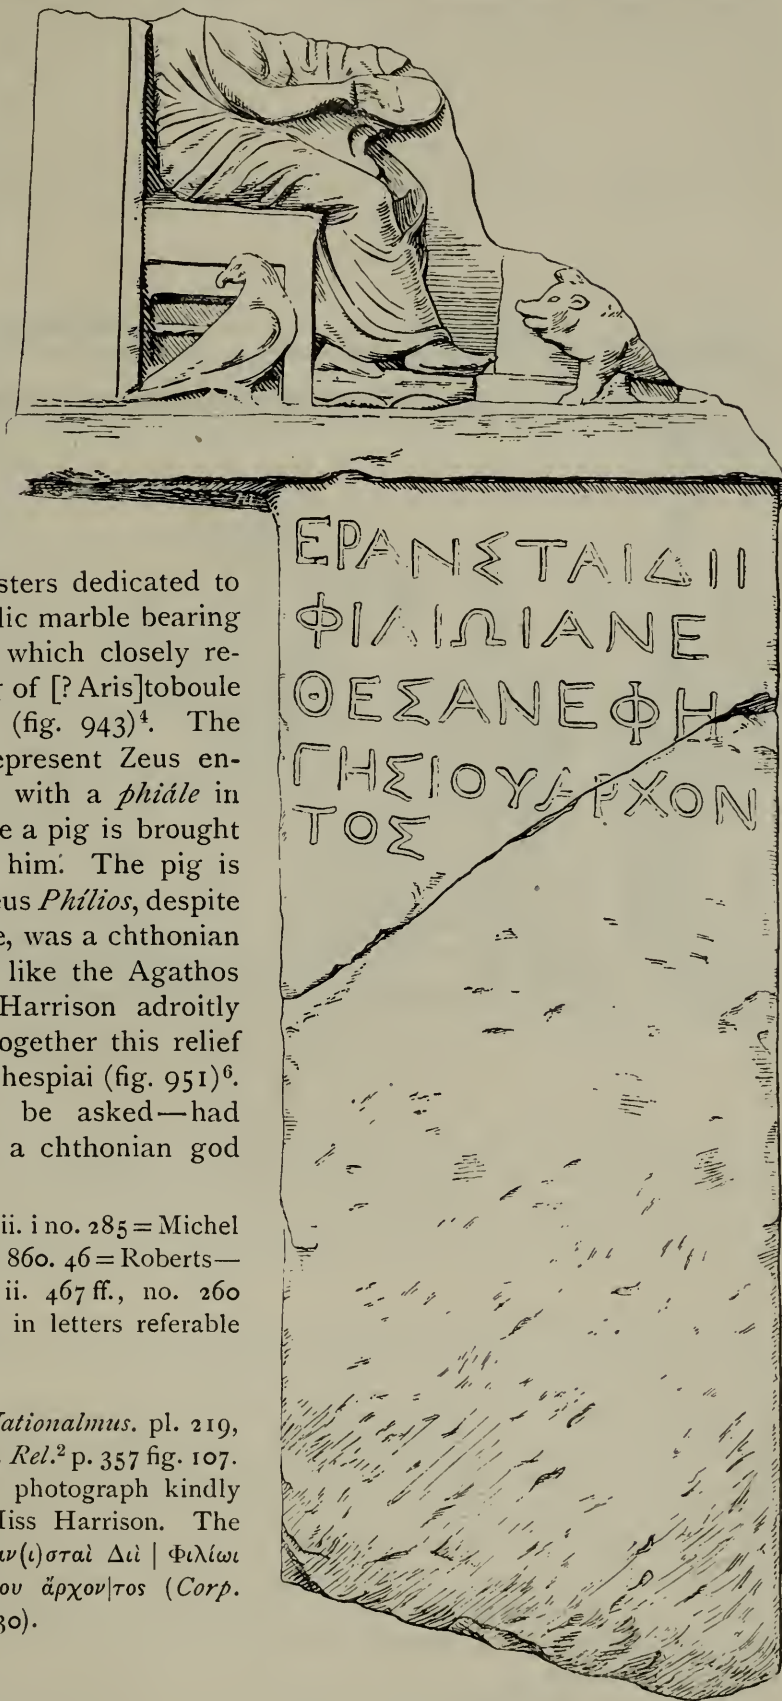 ΕΡΑΝΣΤΑΙΔΙΙ
ΦΙΛΙΩΙΑΝΕ
ΘΕΣΑΝΕΦΗ
ΓΗΣΙΟΥΑΡΧΟΝ
ΤΟΣ
sters dedicated to
lic marble bearing
which closely re-
r of [? Aris]toboule
(fig. 943)⁴. The
epresent Zeus en-
with a phiále in
e a pig is brought
him. The pig is
eus Phílios, despite
e, was a chthonian
like the Agathos
Harrison adroitly
ogether this relief
hespiai (fig. 951)⁶.
be asked—had
a chthonian god
ii. i no. 285 = Michel
860. 46 = Roberts—
ii. 467 ff., no. 260
in letters referable
Nationalmus. pl. 219,
Rel.² p. 357 fig. 107.
photograph kindly
Miss Harrison. The
αν(ι)σταὶ Διὶ | Φιλίωι
ου ἄρχον|τος (Corp.
30).